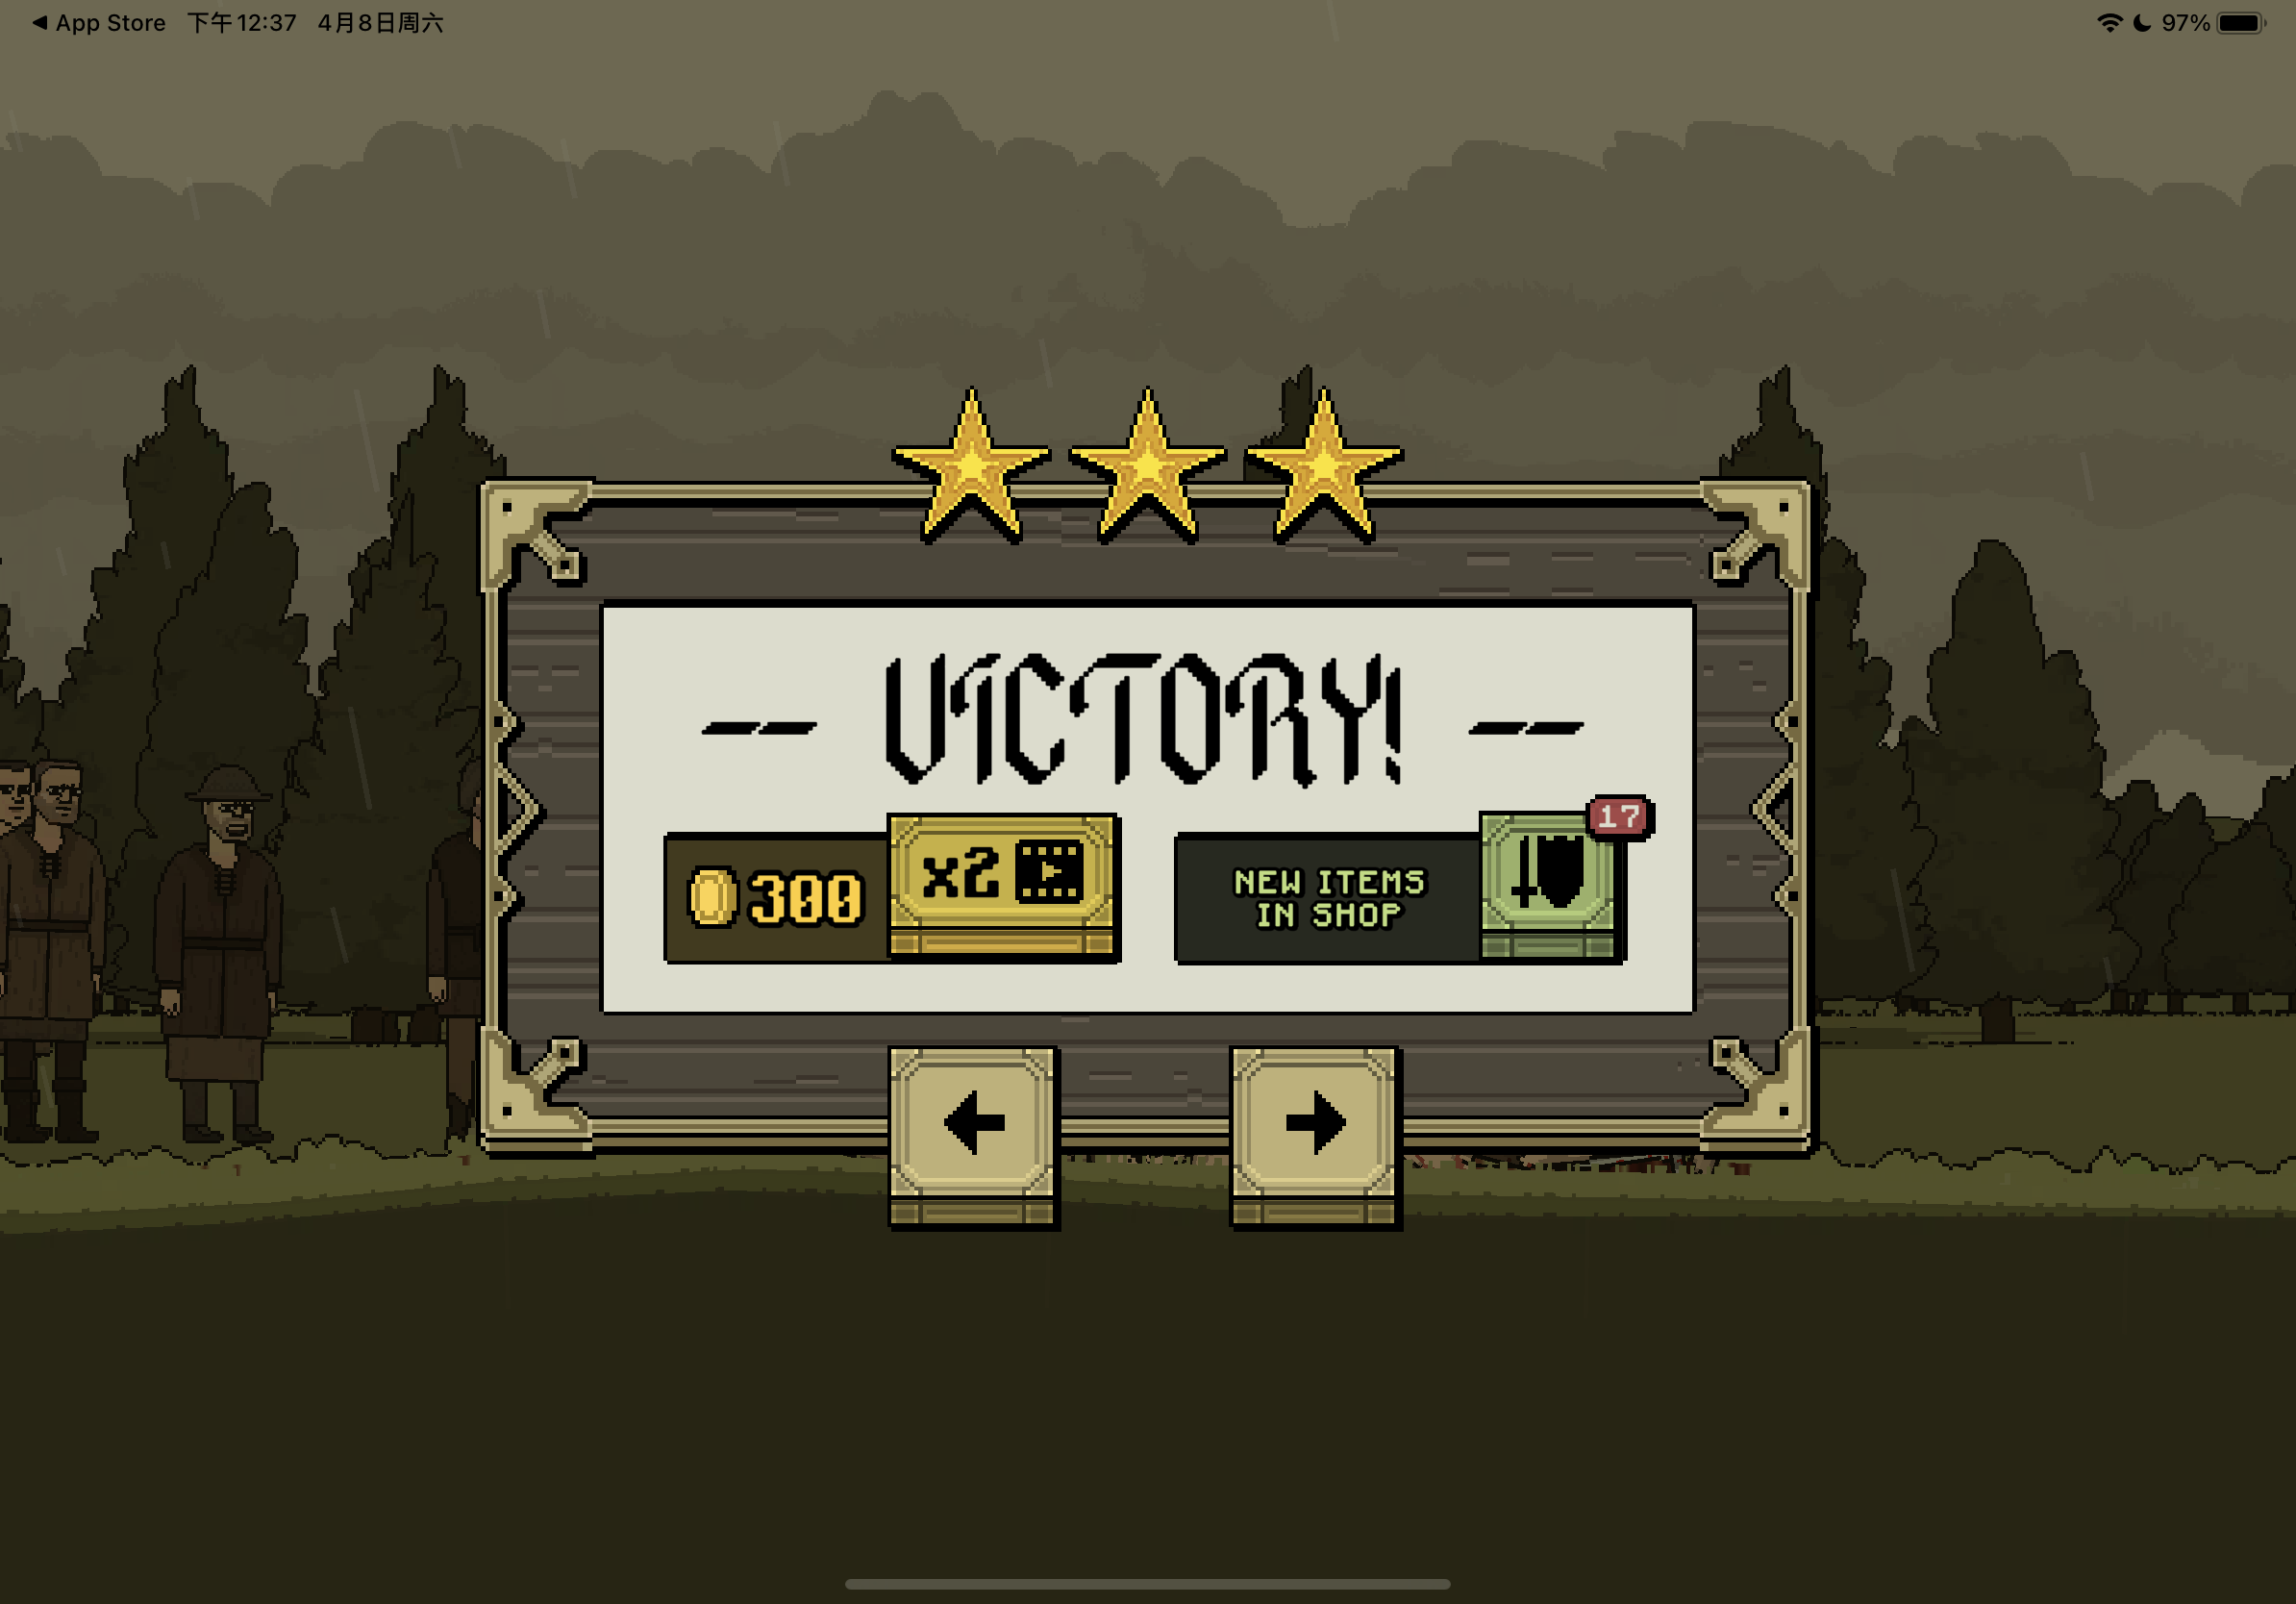 App Store 下午12:37 4月8日周六 97%
VICTORY!
300 x2
NEW ITEMS
IN SHOP
17